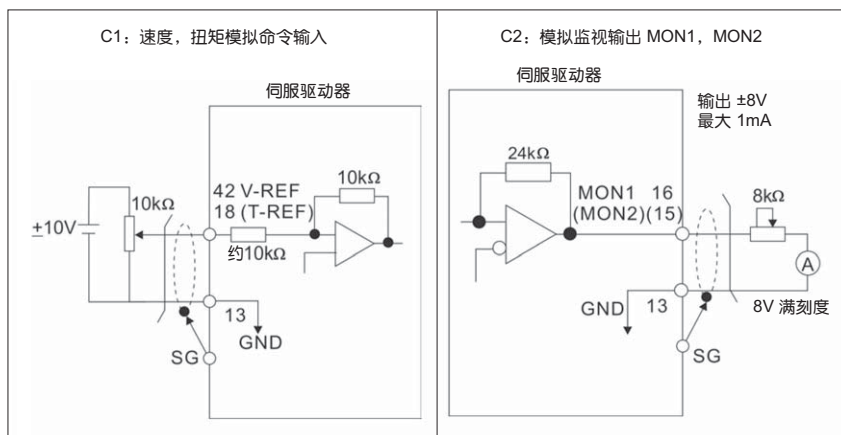 C1：速度，扭矩模拟命令输入
伺服驱动器
10kΩ
42 V-REF
18 (T-REF)
10kΩ
±10V
约10kΩ
13
GND
SG
C2：模拟监视输出 MON1，MON2
伺服驱动器
输出 ±8V
最大 1mA
24kΩ
MON1 16
(MON2)(15)
8kΩ
A
GND 13
8V 满刻度
SG